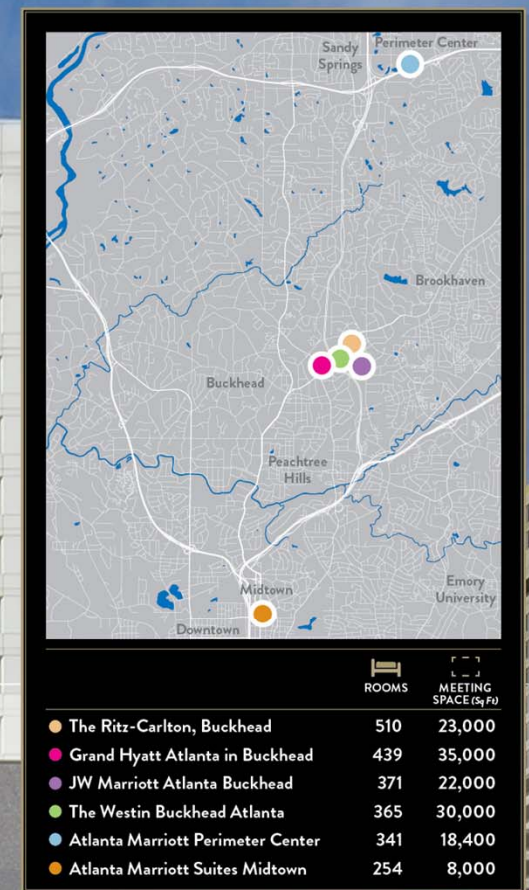 Sandy
Springs
Perimeter Center
Brookhaven
Buckhead
Peachtree
Hills
Emory
University
Midtown
Downtown
ROOMS
MEETING
SPACE (Sq Ft)
The Ritz-Carlton, Buckhead 510 23,000
Grand Hyatt Atlanta in Buckhead 439 35,000
JW Marriott Atlanta Buckhead 371 22,000
The Westin Buckhead Atlanta 365 30,000
Atlanta Marriott Perimeter Center 341 18,400
Atlanta Marriott Suites Midtown 254 8,000